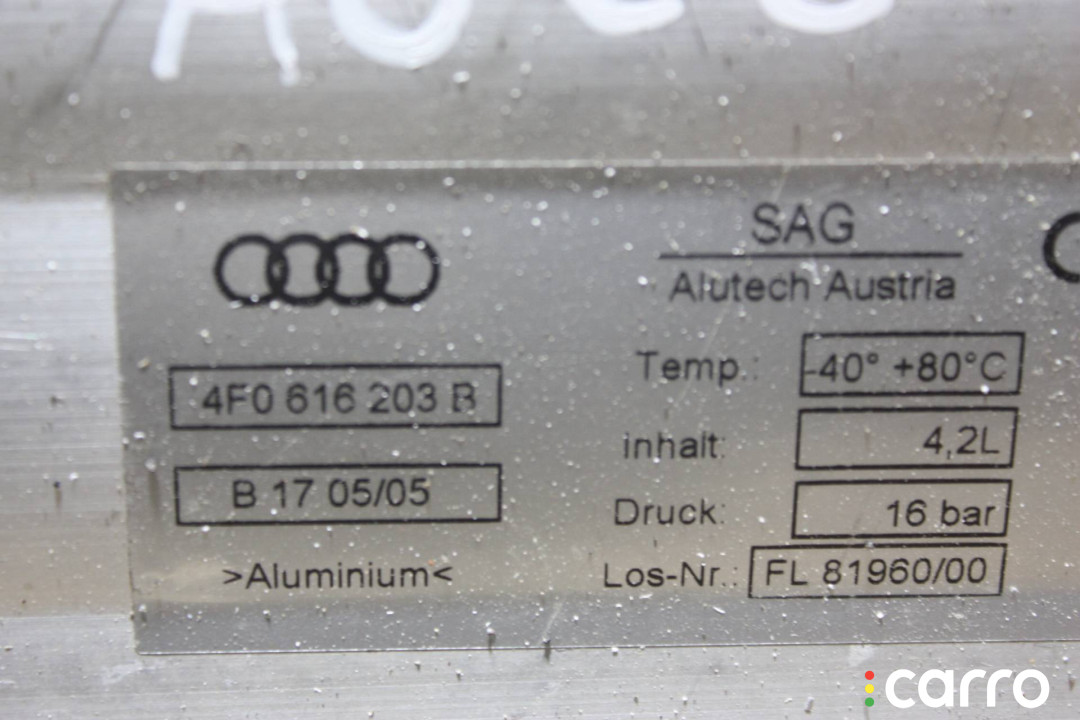 4F0 616 203 B
B 17 05/05
>Aluminium<
SAG
Alutech Austria
Temp.: -40° +80°C
Inhalt: 4,2L
Druck: 16 bar
Los-Nr.: FL 81960/00
carro